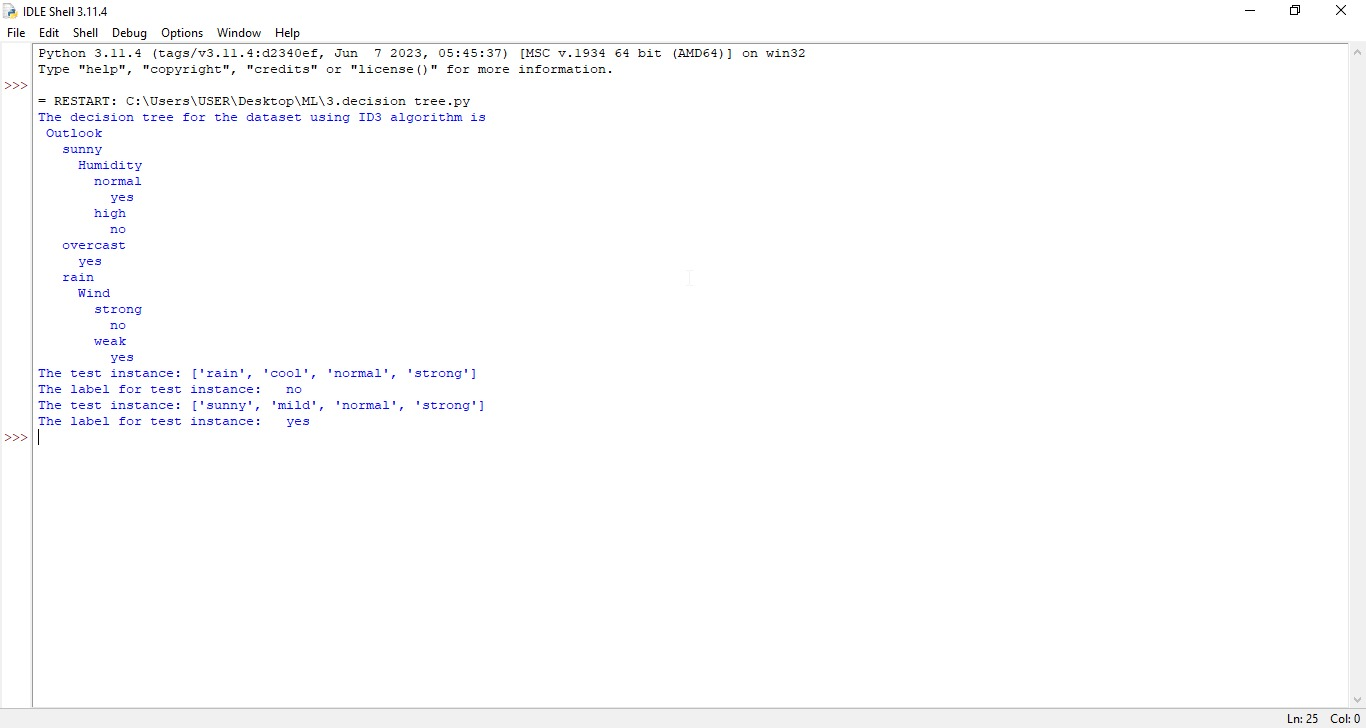 IDLE Shell 3.11.4
File Edit Shell Debug Options Window Help
Python 3.11.4 (tags/v3.11.4:d2340ef, Jun  7 2023, 05:45:37) [MSC v.1934 64 bit (AMD64)] on win32
Type "help", "copyright", "credits" or "license()" for more information.
>>>
= RESTART: C:\Users\USER\Desktop\ML\3.decision tree.py
The decision tree for the dataset using ID3 algorithm is
 Outlook
   sunny
     Humidity
       normal
         yes
       high
         no
   overcast
     yes
   rain
     Wind
       strong
         no
       weak
         yes
The test instance: ['rain', 'cool', 'normal', 'strong']
The label for test instance:   no
The test instance: ['sunny', 'mild', 'normal', 'strong']
The label for test instance:   yes
>>>
Ln: 25 Col: 0